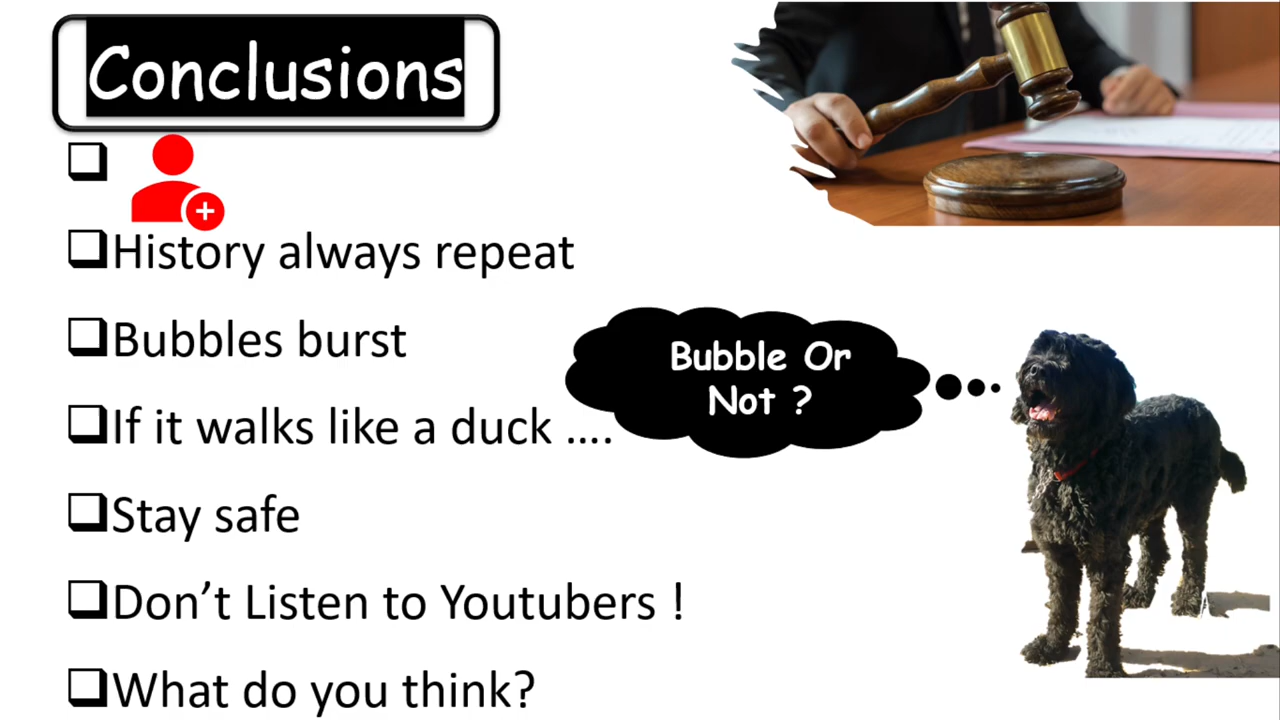 Conclusions
History always repeat
Bubbles burst
If it walks like a duck ....
Stay safe
Don’t Listen to Youtubers !
What do you think?
Bubble Or
Not ?